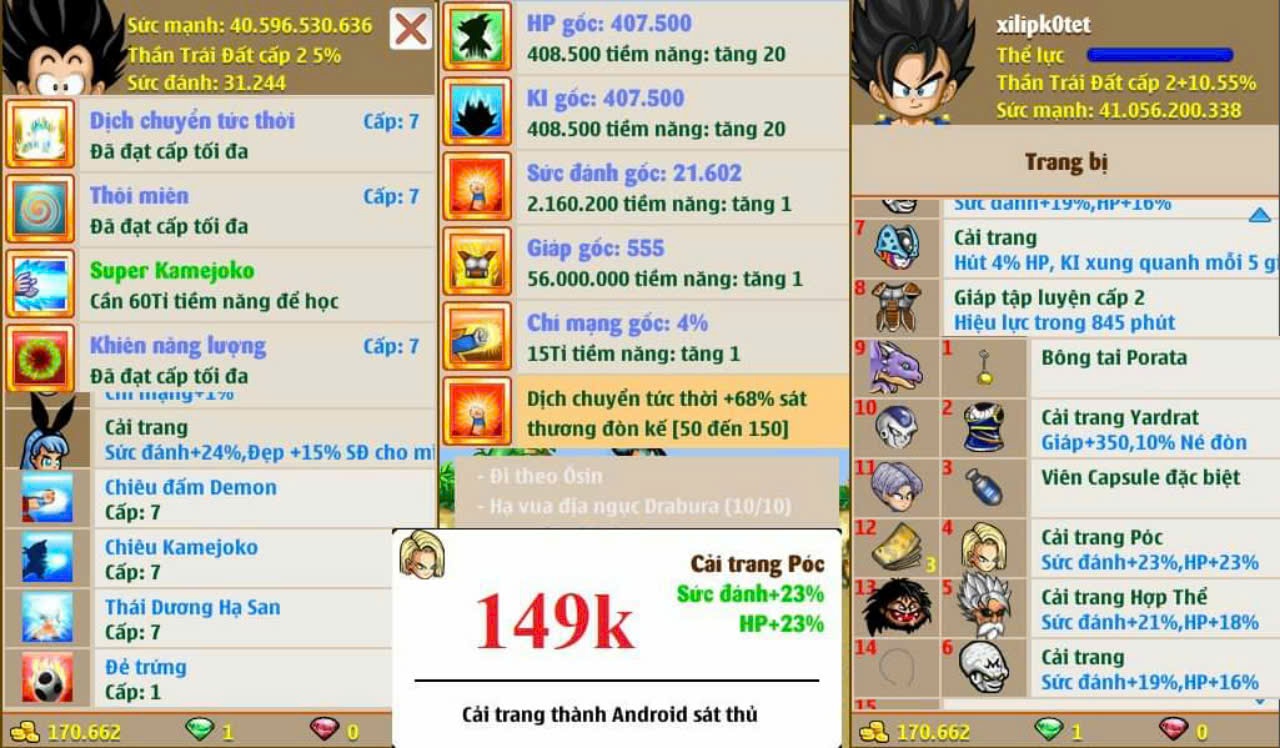 Sức mạnh: 40.596.530.636
Thần Trái Đất cấp 2 5%
Sức đánh: 31.244
Dịch chuyển tức thời Cấp: 7
Đã đạt cấp tối đa
Thôi miên Cấp: 7
Đã đạt cấp tối đa
Super Kamejoko
Cần 60Tỉ tiềm năng để học
Khiên năng lượng Cấp: 7
Đã đạt cấp tối đa
Chí mạng+1%
Cải trang
Sức đánh+24%,Đẹp +15% SĐ cho mì
Chiêu đấm Demon
Cấp: 7
Chiêu Kamejoko
Cấp: 7
Thái Dương Hạ San
Cấp: 7
Đẻ trứng
Cấp: 1
170.662 1 0
HP gốc: 407.500
408.500 tiềm năng: tăng 20
KI gốc: 407.500
408.500 tiềm năng: tăng 20
Sức đánh gốc: 21.602
2.160.200 tiềm năng: tăng 1
Giáp gốc: 555
56.000.000 tiềm năng: tăng 1
Chí mạng gốc: 4%
15Tỉ tiềm năng: tăng 1
Dịch chuyển tức thời +68% sát
thương đòn kế [50 đến 150]
- Đi theo Ôsin
- Hạ vua địa ngục Drabura (10/10)
Cải trang Póc
Sức đánh+23%
HP+23%
149k
Cải trang thành Android sát thủ
xilipk0tet
Thể lực
Thần Trái Đất cấp 2+10.55%
Sức mạnh: 41.056.200.338
Trang bị
Sức đánh+19%,HP+16%
7 Cải trang
Hút 4% HP, KI xung quanh mỗi 5 gi
8 Giáp tập luyện cấp 2
Hiệu lực trong 845 phút
9 1 Bông tai Porata
10 2 Cải trang Yardrat
Giáp+350,10% Né đòn
11 3 Viên Capsule đặc biệt
12 3 4 Cải trang Póc
Sức đánh+23%,HP+23%
13 5 Cải trang Hợp Thể
Sức đánh+21%,HP+18%
14 6 Cải trang
Sức đánh+19%,HP+16%
15
170.662 1 0